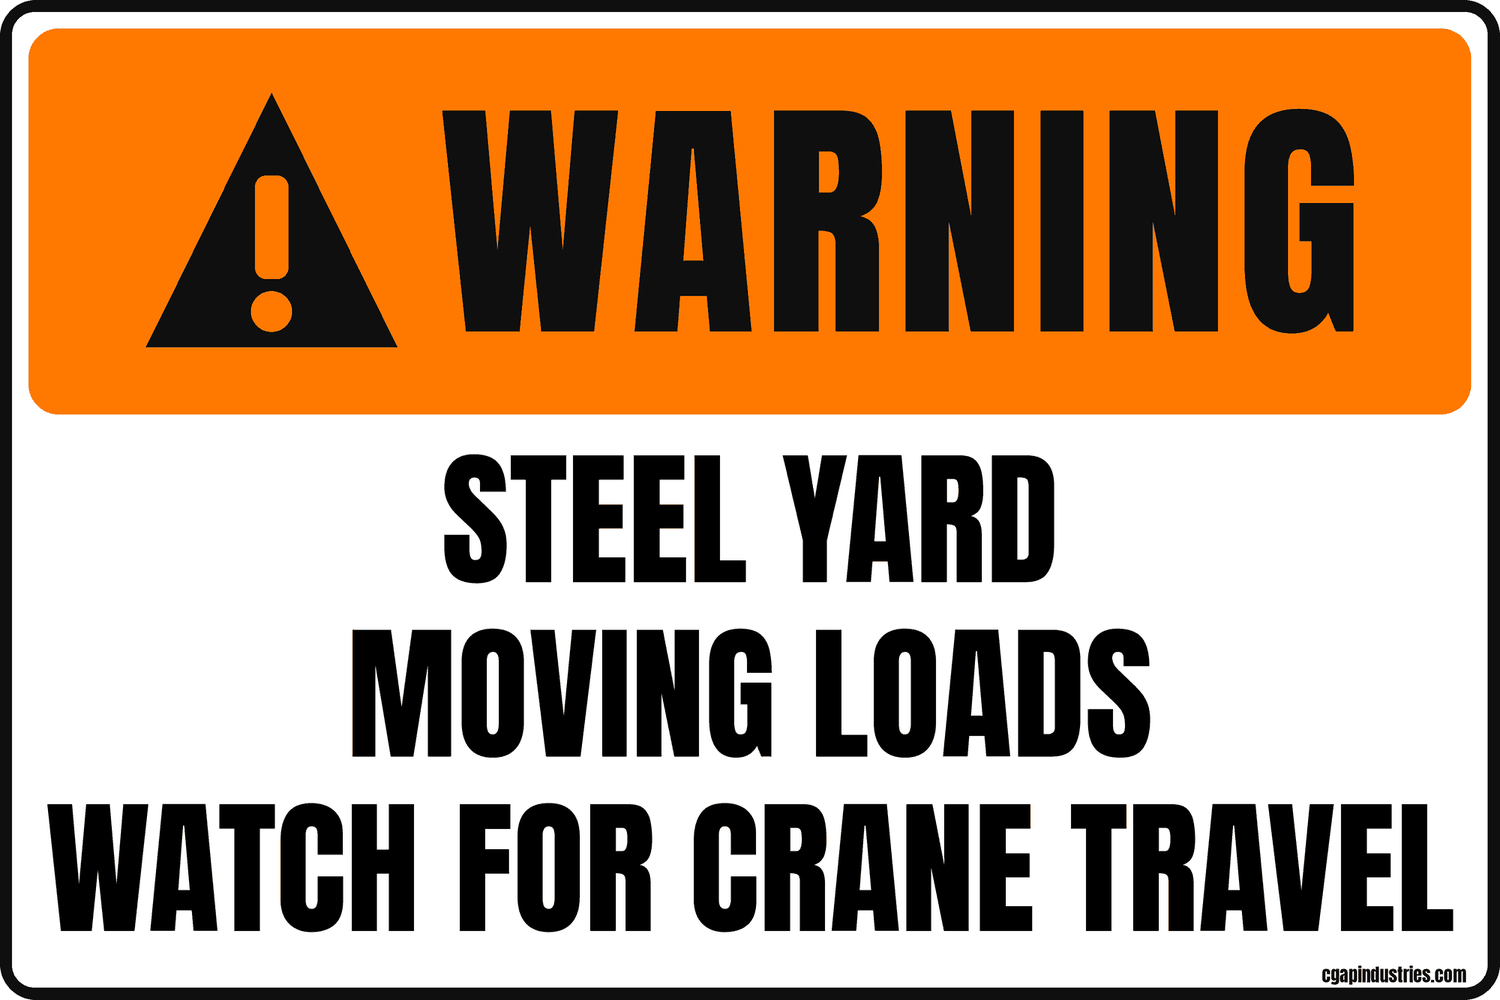 WARNING
STEEL YARD
MOVING LOADS
WATCH FOR CRANE TRAVEL
cgapindustries.com